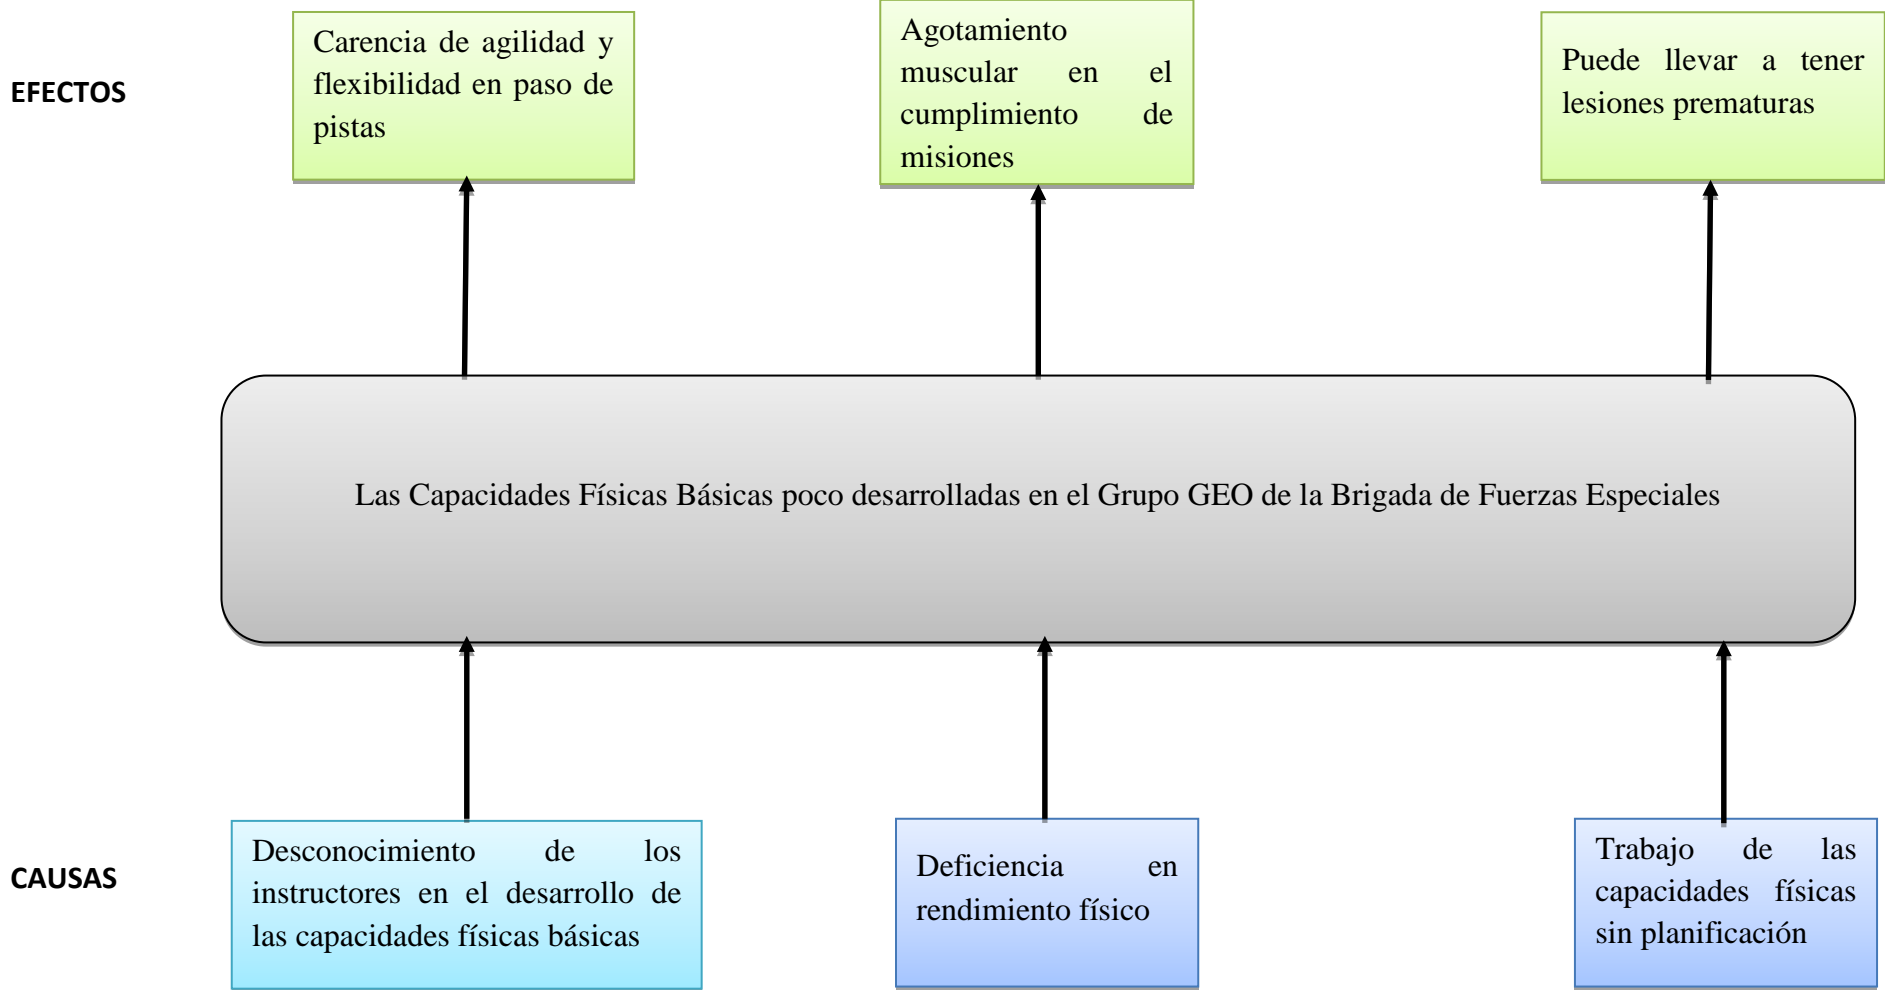 EFECTOS
Carencia de agilidad y
flexibilidad en paso de
pistas
Agotamiento
muscular en el
cumplimiento de
misiones
Puede llevar a tener
lesiones prematuras
Las Capacidades Físicas Básicas poco desarrolladas en el Grupo GEO de la Brigada de Fuerzas Especiales
CAUSAS
Desconocimiento de los
instructores en el desarrollo de
las capacidades físicas básicas
Deficiencia en
rendimiento físico
Trabajo de las
capacidades físicas
sin planificación